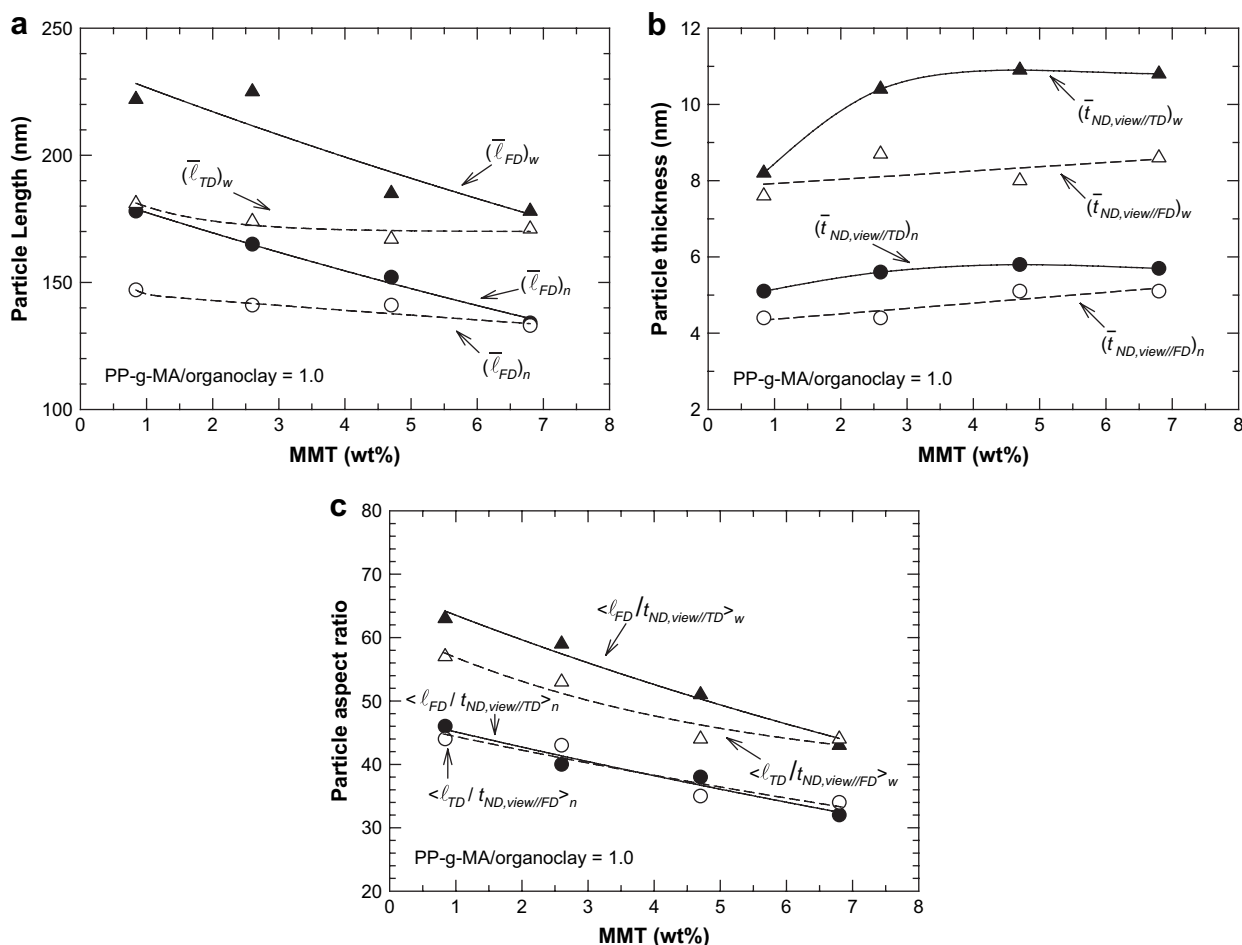 a
250
200
150
100
0 1 2 3 4 5 6 7 8
Particle Length (nm)
MMT (wt%)
(ℓ̅FD)w
(ℓ̅TD)w
(ℓ̅FD)n
(ℓ̅FD)n
PP-g-MA/organoclay = 1.0
b
12
10
8
6
4
2
0 1 2 3 4 5 6 7 8
Particle thickness (nm)
MMT (wt%)
(t̅ND,view//TD)w
(t̅ND,view//FD)w
(t̅ND,view//TD)n
(t̅ND,view//FD)n
PP-g-MA/organoclay = 1.0
c
80
70
60
50
40
30
20
0 1 2 3 4 5 6 7 8
Particle aspect ratio
MMT (wt%)
<ℓFD/tND,view//TD>w
<ℓFD/tND,view//TD>n
<ℓTD/tND,view//FD>w
<ℓTD/tND,view//FD>n
PP-g-MA/organoclay = 1.0